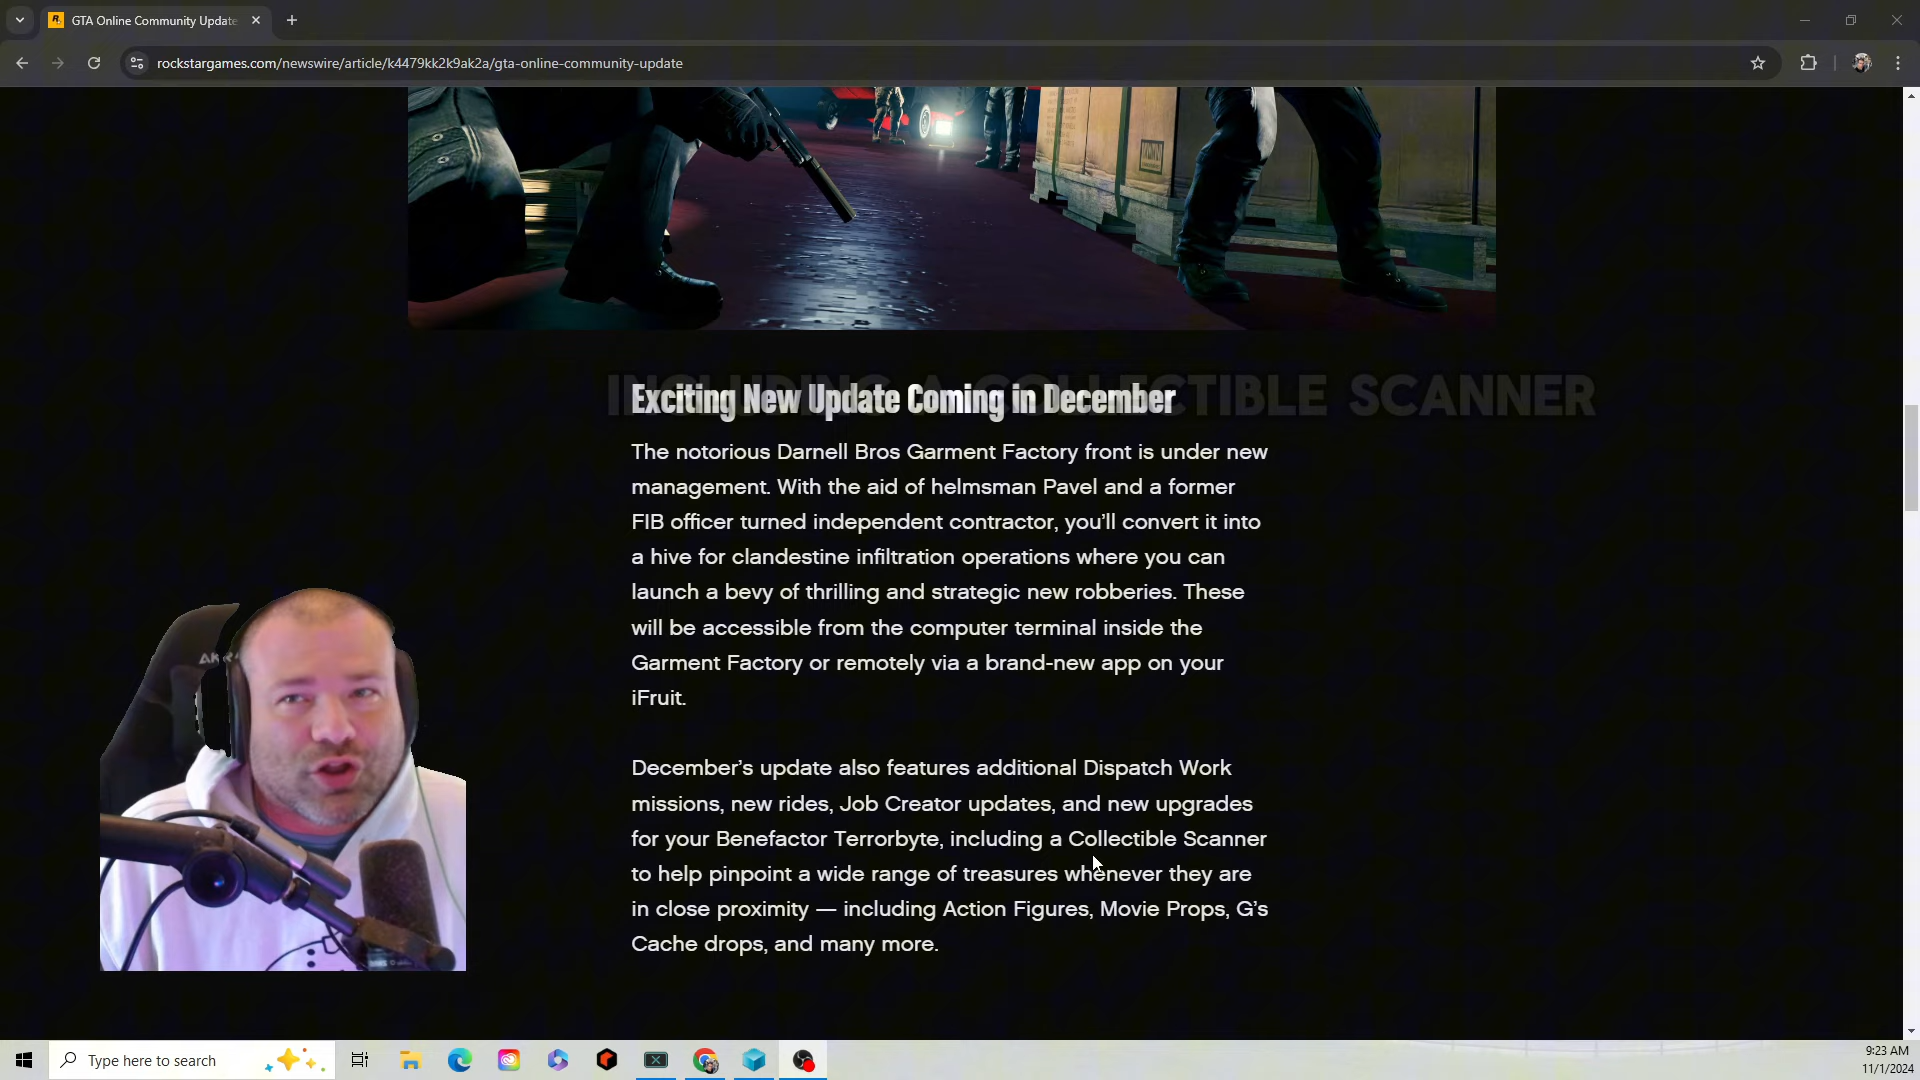 GTA Online Community Update
rockstargames.com/newswire/article/k4479kk2k9ak2a/gta-online-community-update
INCLUDING A COLLECTIBLE SCANNER
Exciting New Update Coming in December
The notorious Darnell Bros Garment Factory front is under new
management. With the aid of helmsman Pavel and a former
FIB officer turned independent contractor, you’ll convert it into
a hive for clandestine infiltration operations where you can
launch a bevy of thrilling and strategic new robberies. These
will be accessible from the computer terminal inside the
Garment Factory or remotely via a brand-new app on your
iFruit.
December’s update also features additional Dispatch Work
missions, new rides, Job Creator updates, and new upgrades
for your Benefactor Terrorbyte, including a Collectible Scanner
to help pinpoint a wide range of treasures whenever they are
in close proximity — including Action Figures, Movie Props, G’s
Cache drops, and many more.
Type here to search
9:23 AM
11/1/2024